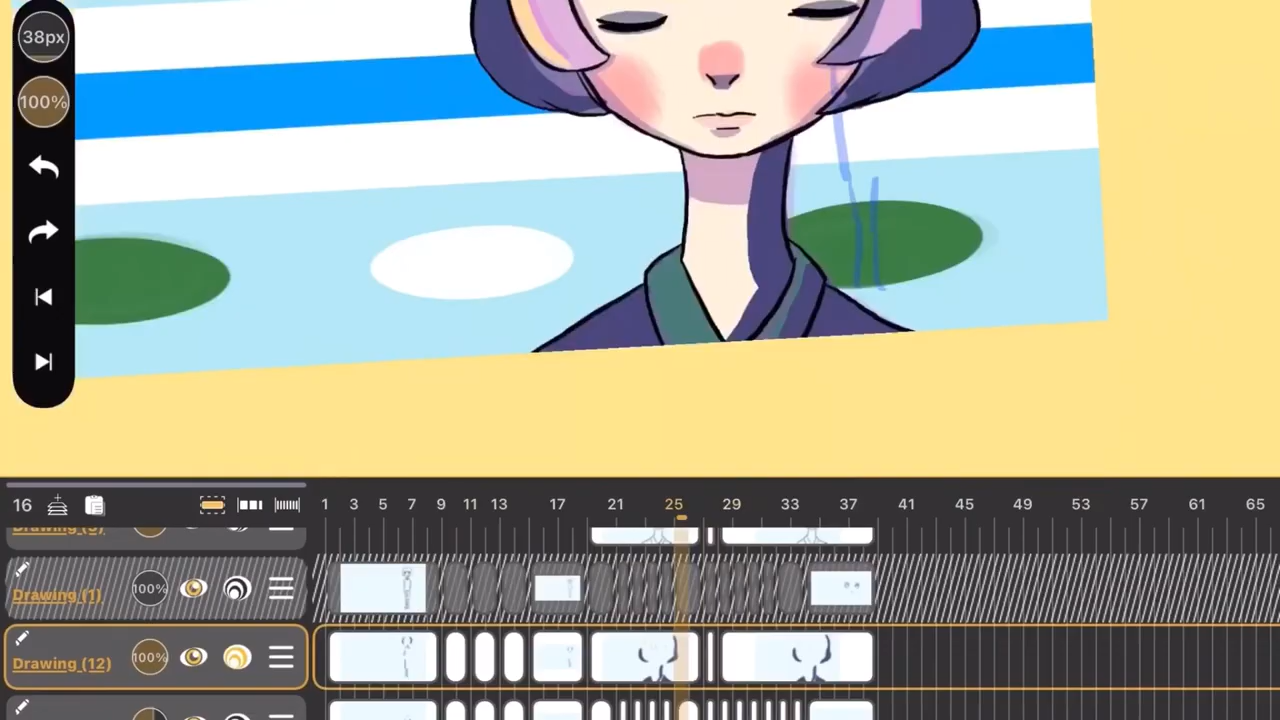 38px
100%
16 1 3 5 7 9 11 13 17 21 25 29 33 37 41 45 49 53 57 61 65
Drawing (1) 100%
Drawing (12) 100%